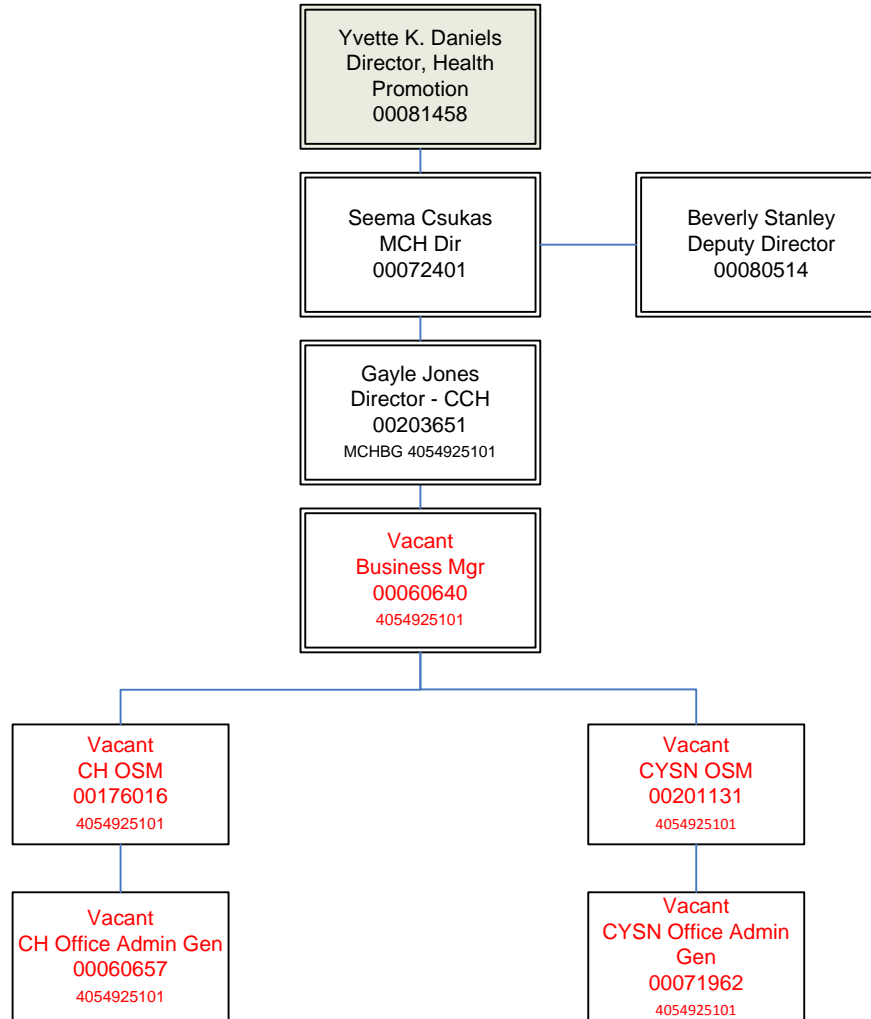 Yvette K. Daniels
Director, Health
Promotion
00081458
Seema Csukas
MCH Dir
00072401
Beverly Stanley
Deputy Director
00080514
Gayle Jones
Director - CCH
00203651
MCHBG 4054925101
Vacant
Business Mgr
00060640
4054925101
Vacant
CH OSM
00176016
4054925101
Vacant
CYSN OSM
00201131
4054925101
Vacant
CH Office Admin Gen
00060657
4054925101
Vacant
CYSN Office Admin
Gen
00071962
4054925101